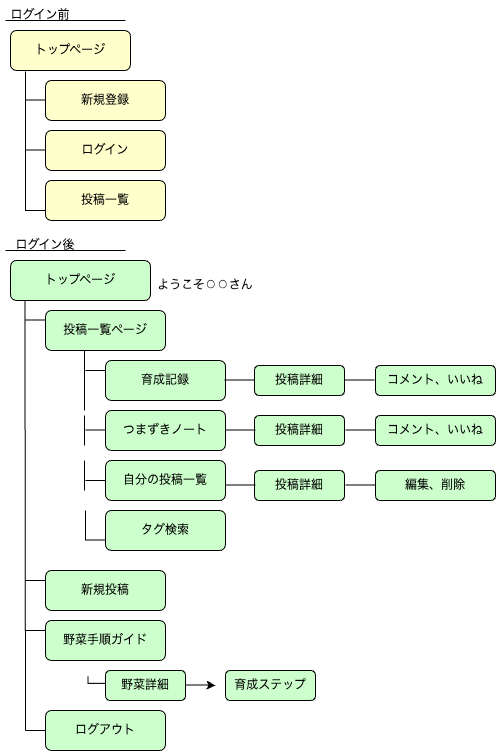 ログイン前
トップページ
新規登録
ログイン
投稿一覧
ログイン後
トップページ
ようこそ○○さん
投稿一覧ページ
育成記録
投稿詳細
コメント、いいね
つまずきノート
投稿詳細
コメント、いいね
自分の投稿一覧
投稿詳細
編集、削除
タグ検索
新規投稿
野菜手順ガイド
野菜詳細
育成ステップ
ログアウト